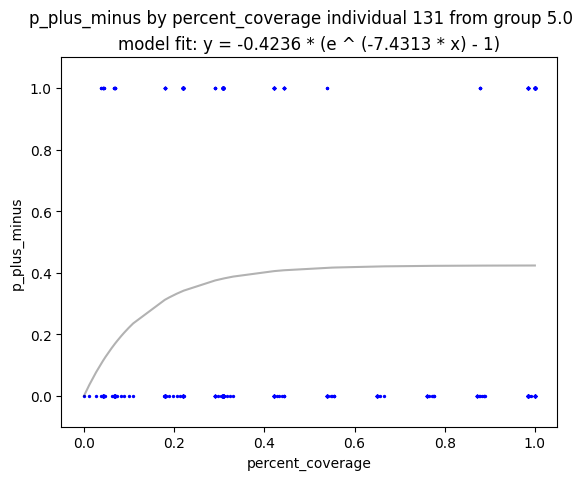 p_plus_minus by percent_coverage individual 131 from group 5.0
model fit: y = -0.4236 * (e ^ (-7.4313 * x) - 1)
1.0
0.8
0.6
0.4
0.2
0.0
p_plus_minus
0.0 0.2 0.4 0.6 0.8 1.0
percent_coverage